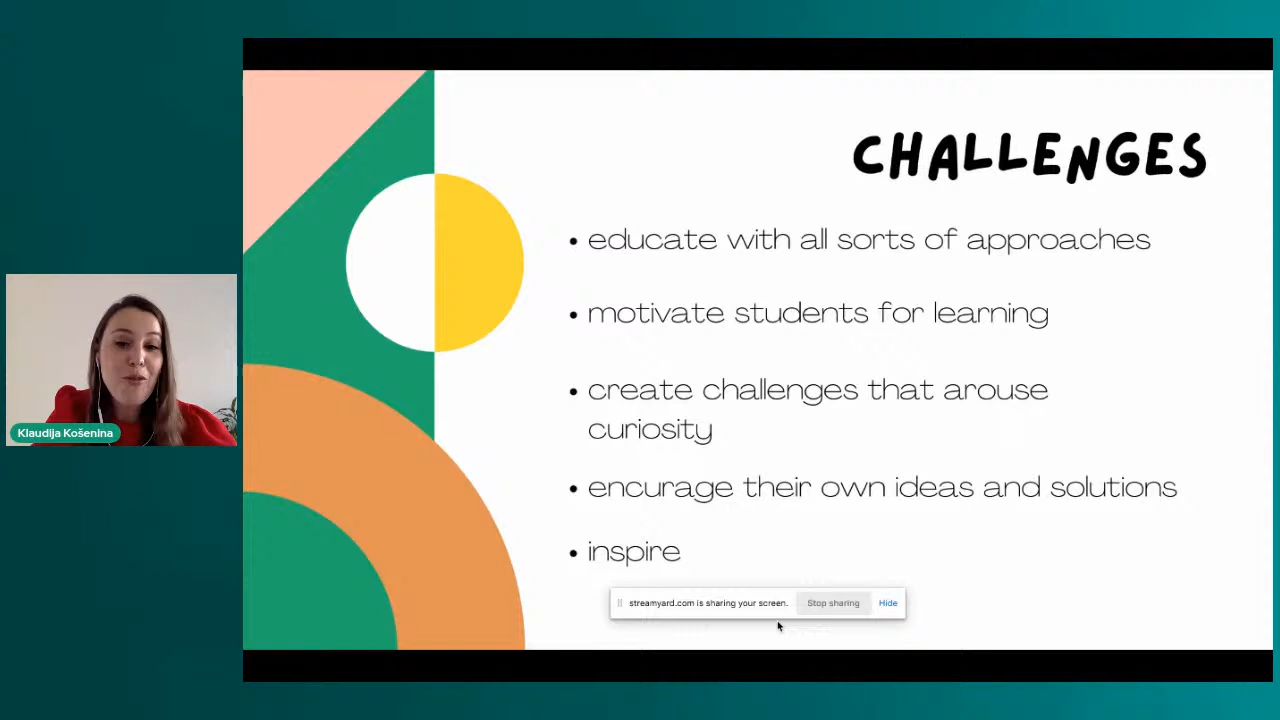 CHALLENGES
• educate with all sorts of approaches
• motivate students for learning
• create challenges that arouse
curiosity
• encurage their own ideas and solutions
• inspire
Klaudija Košenina
streamyard.com is sharing your screen. Stop sharing Hide